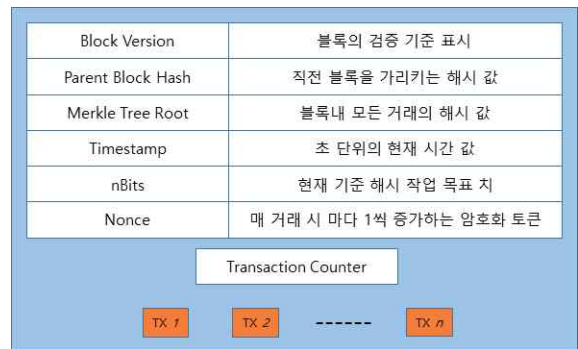 Block Version 블록의 검증 기준 표시
Parent Block Hash 직전 블록을 가리키는 해시 값
Merkle Tree Root 블록내 모든 거래의 해시 값
Timestamp 초 단위의 현재 시간 값
nBits 현재 기준 해시 작업 목표 치
Nonce 매 거래 시 마다 1씩 증가하는 암호화 토큰
Transaction Counter
TX 1 TX 2 ------ TX n